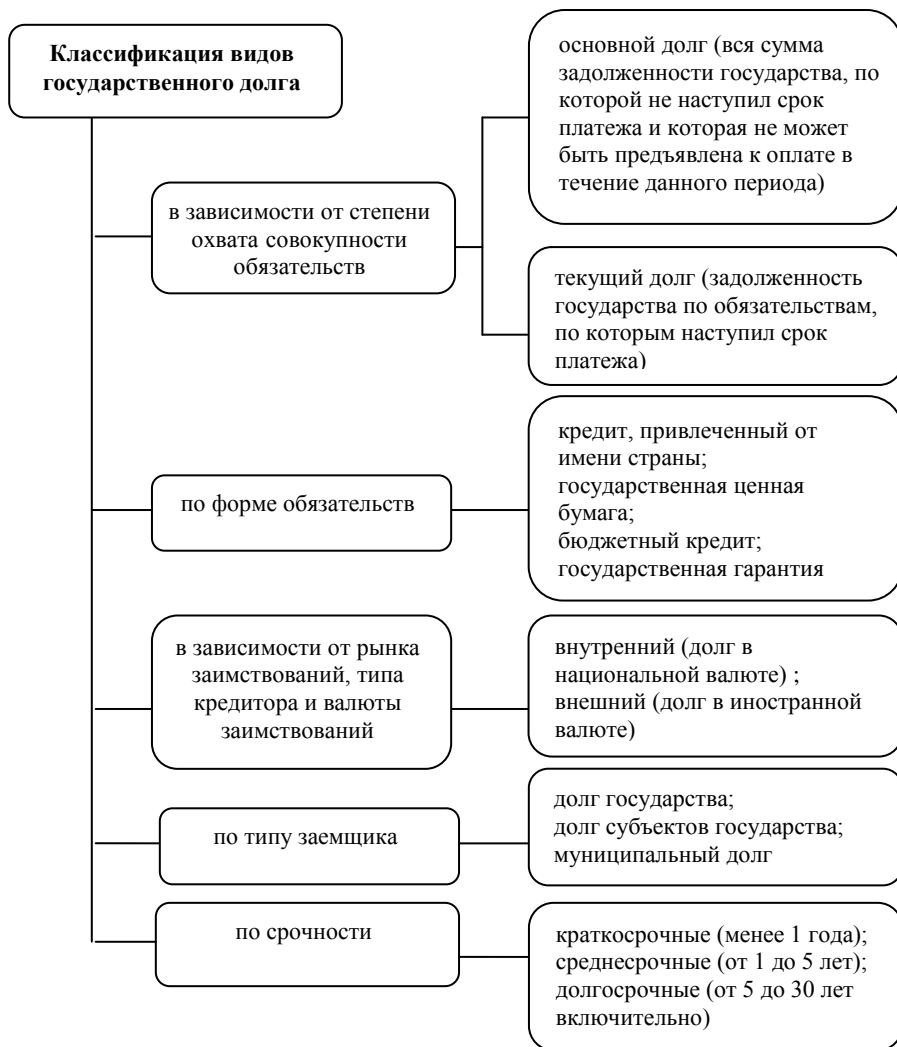 Классификация видов
государственного долга
в зависимости от степени
охвата совокупности
обязательств
основной долг (вся сумма
задолженности государства, по
которой не наступил срок
платежа и которая не может
быть предъявлена к оплате в
течение данного периода)
текущий долг (задолженность
государства по обязательствам,
по которым наступил срок
платежа)
по форме обязательств
кредит, привлеченный от
имени страны;
государственная ценная
бумага;
бюджетный кредит;
государственная гарантия
в зависимости от рынка
заимствований, типа
кредитора и валюты
заимствований
внутренний (долг в
национальной валюте) ;
внешний (долг в иностранной
валюте)
по типу заемщика
долг государства;
долг субъектов государства;
муниципальный долг
по срочности
краткосрочные (менее 1 года);
среднесрочные (от 1 до 5 лет);
долгосрочные (от 5 до 30 лет
включительно)